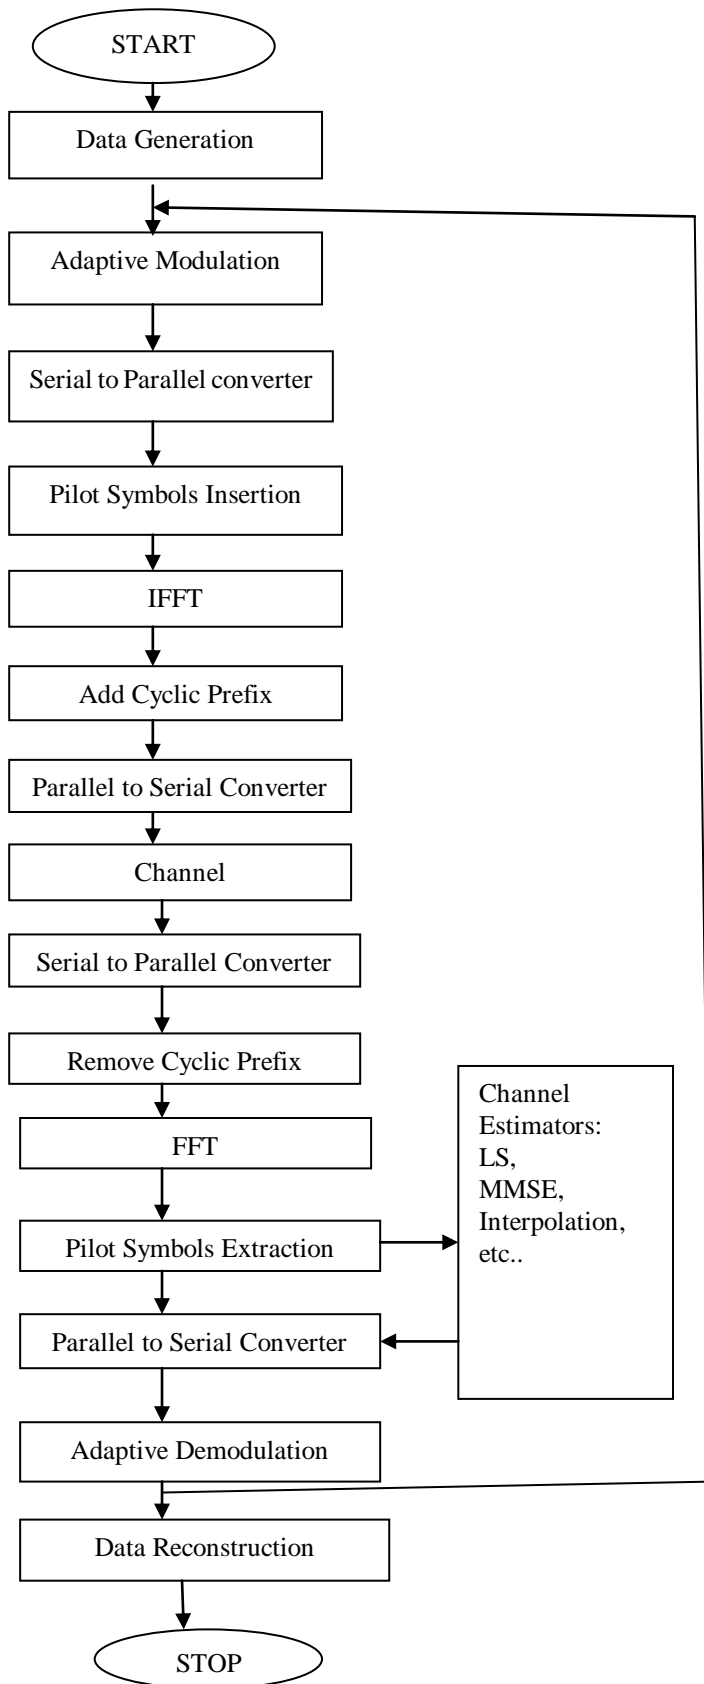 START
Data Generation
Adaptive Modulation
Serial to Parallel converter
Pilot Symbols Insertion
IFFT
Add Cyclic Prefix
Parallel to Serial Converter
Channel
Serial to Parallel Converter
Remove Cyclic Prefix
FFT
Pilot Symbols Extraction
Channel
Estimators:
LS,
MMSE,
Interpolation,
etc..
Parallel to Serial Converter
Adaptive Demodulation
Data Reconstruction
STOP